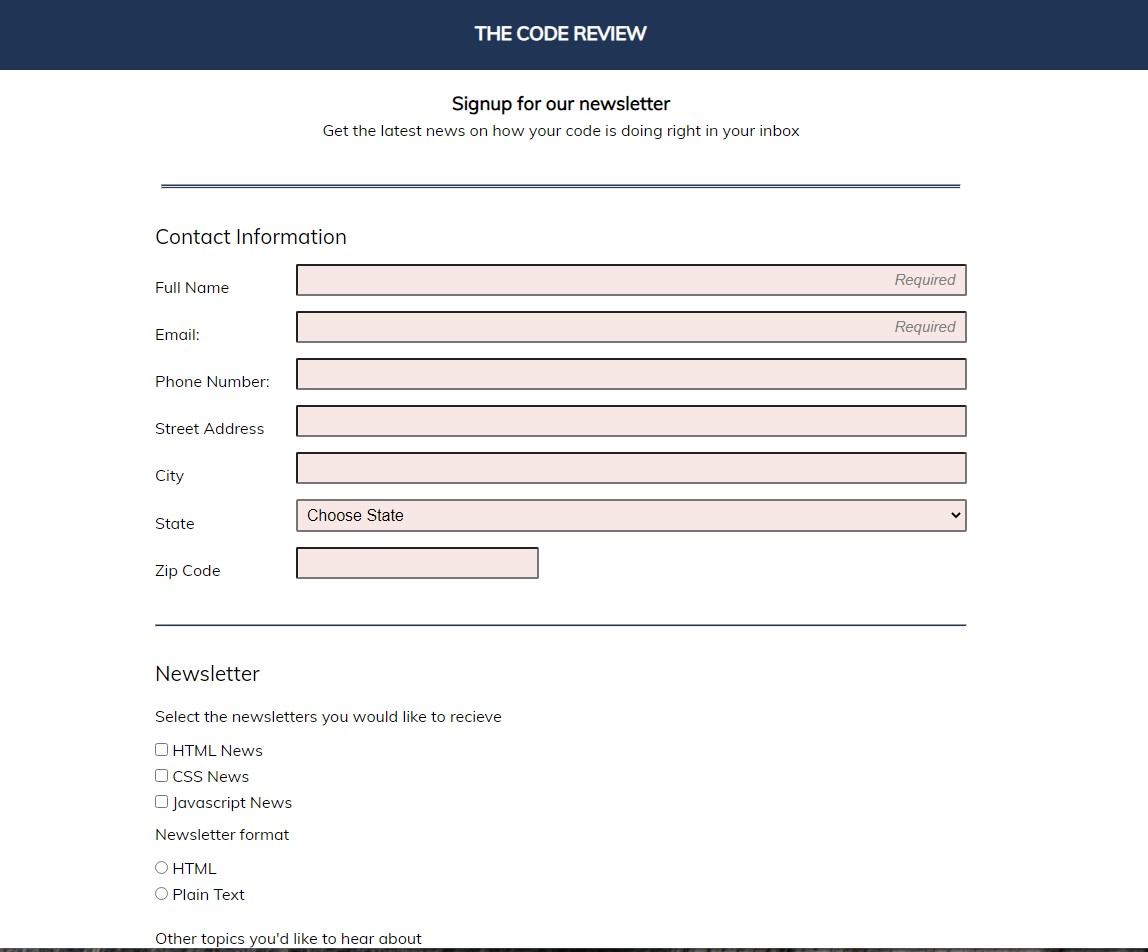 THE CODE REVIEW
Signup for our newsletter
Get the latest news on how your code is doing right in your inbox
Contact Information
Full Name Required
Email: Required
Phone Number:
Street Address
City
State Choose State
Zip Code
Newsletter
Select the newsletters you would like to recieve
HTML News
CSS News
Javascript News
Newsletter format
HTML
Plain Text
Other topics you'd like to hear about